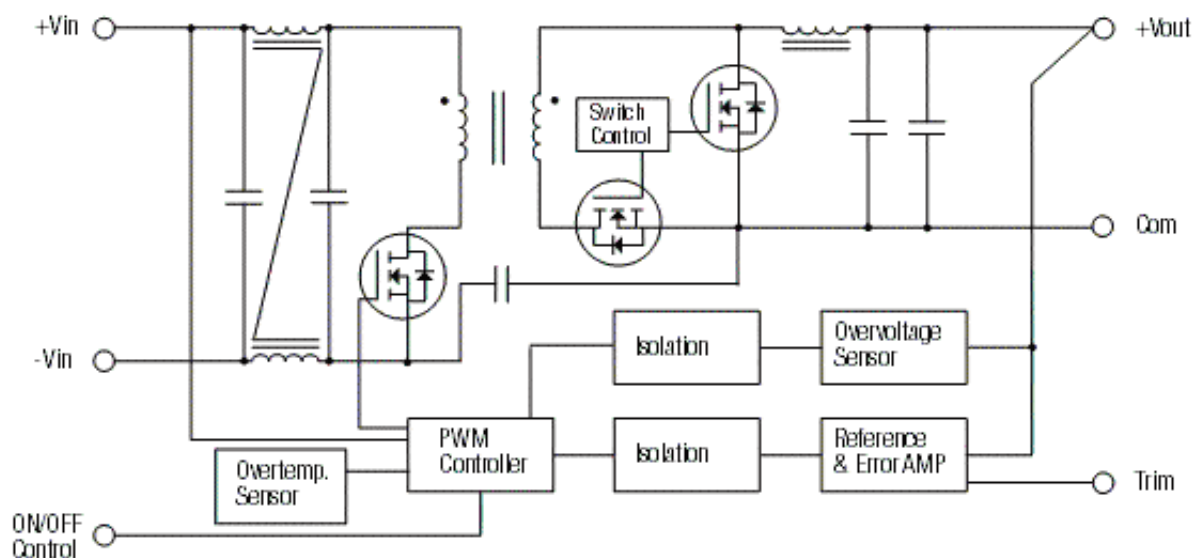 +Vin
+Vout
Switch
Control
Com
-Vin
Isolation
Overvoltage
Sensor
PWM
Controller
Isolation
Reference
& Error AMP
Overtemp.
Sensor
Trim
ON/OFF
Control